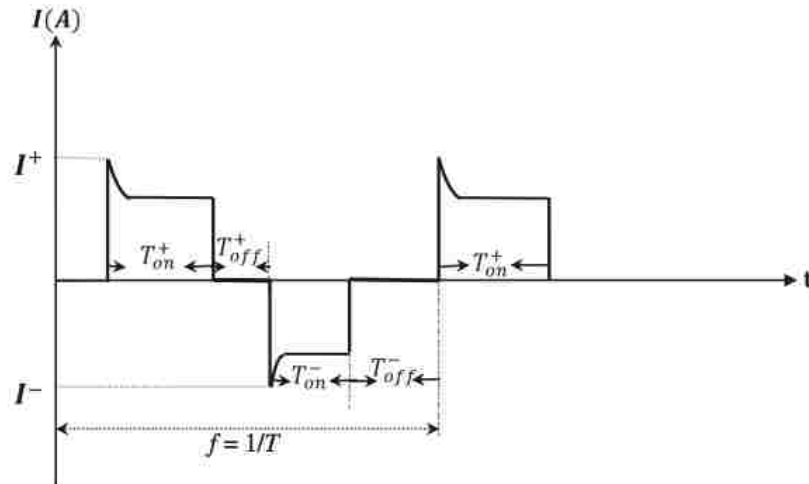 I(A)
I⁺
T⁺on T⁺off T⁺on
t
I⁻
T⁻on T⁻off
f = 1/T